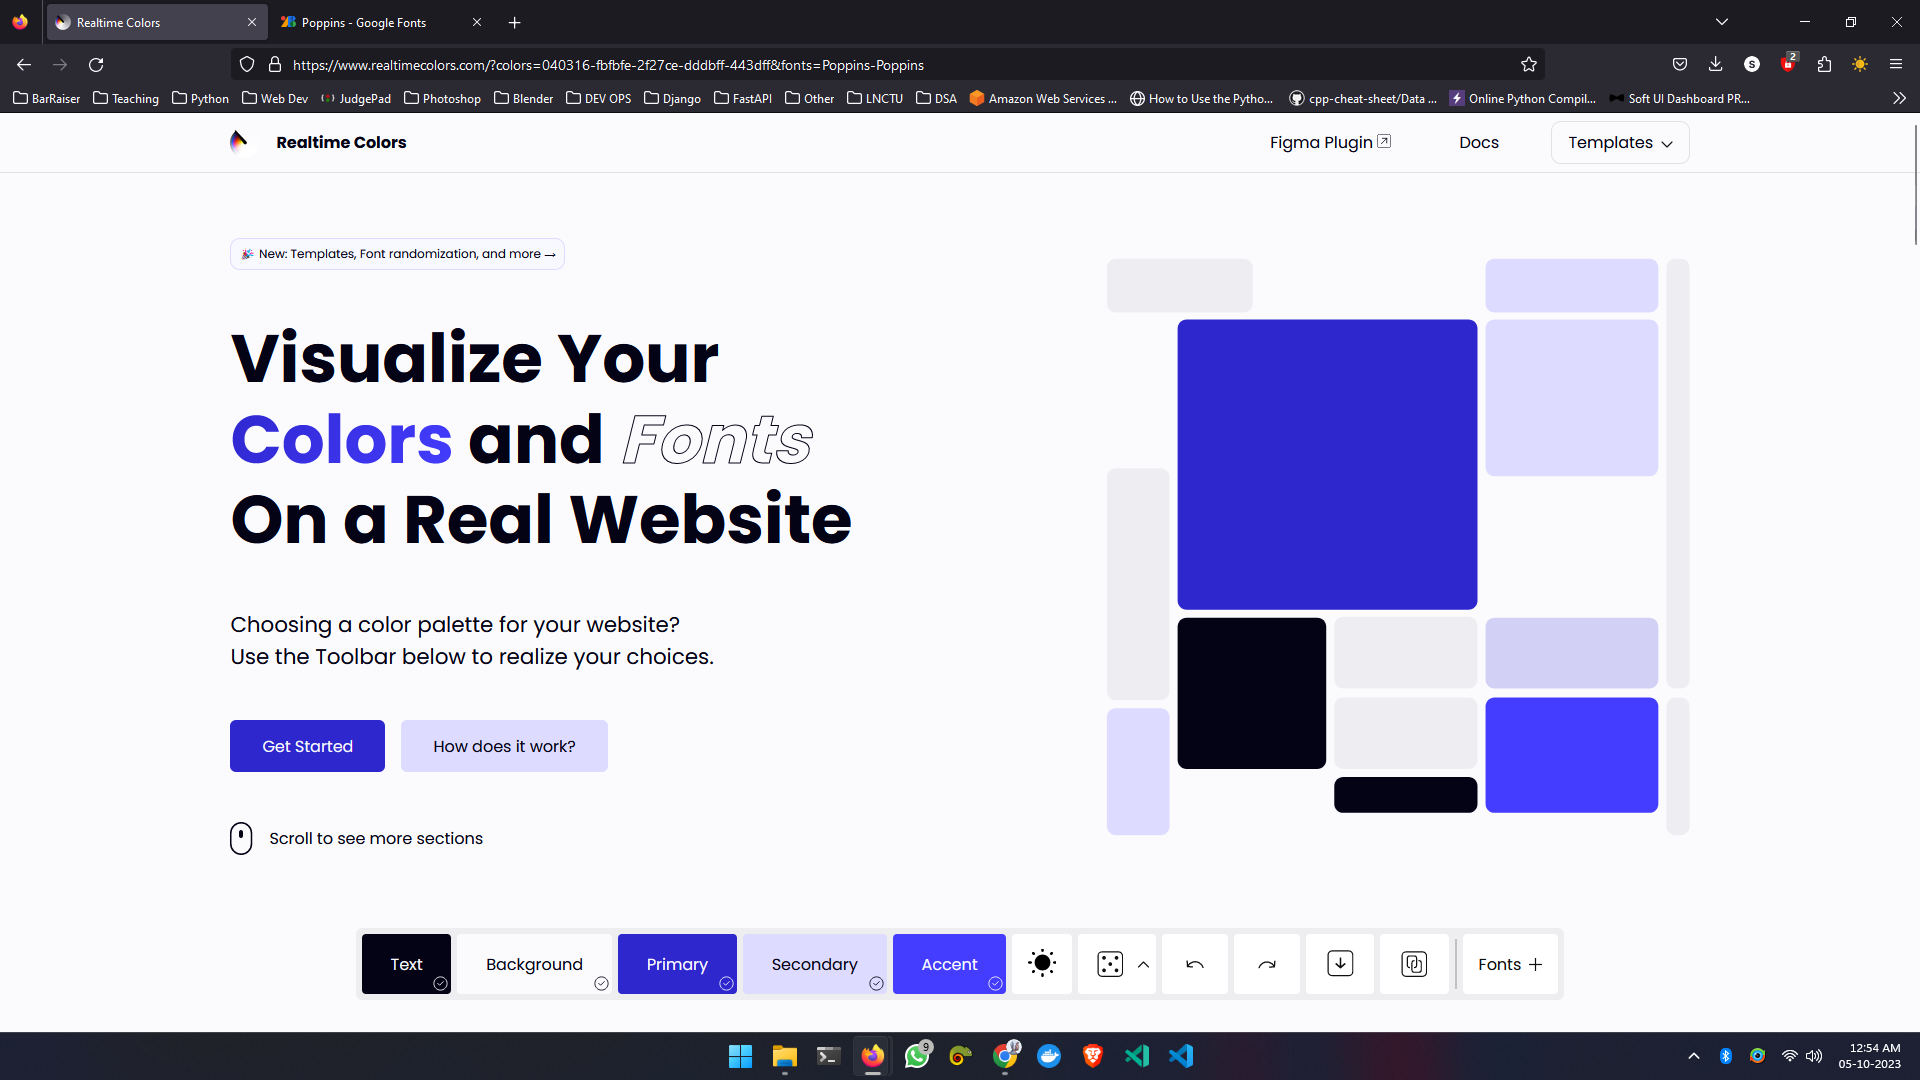 Realtime Colors
Poppins - Google Fonts
https://www.realtimecolors.com/?colors=040316-fbfbfe-2f27ce-dddbff-443dff&fonts=Poppins-Poppins
S
2
BarRaiser
Teaching
Python
Web Dev
JudgePad
Photoshop
Blender
DEV OPS
Django
FastAPI
Other
LNCTU
DSA
Amazon Web Services ...
How to Use the Pytho...
cpp-cheat-sheet/Data ...
Online Python Compil...
Soft UI Dashboard PR...
Realtime Colors
Figma Plugin
Docs
Templates
New: Templates, Font randomization, and more →
Visualize Your
Colors and Fonts
On a Real Website
Choosing a color palette for your website?
Use the Toolbar below to realize your choices.
Get Started
How does it work?
Scroll to see more sections
Text
Background
Primary
Secondary
Accent
Fonts
9
12:54 AM
05-10-2023